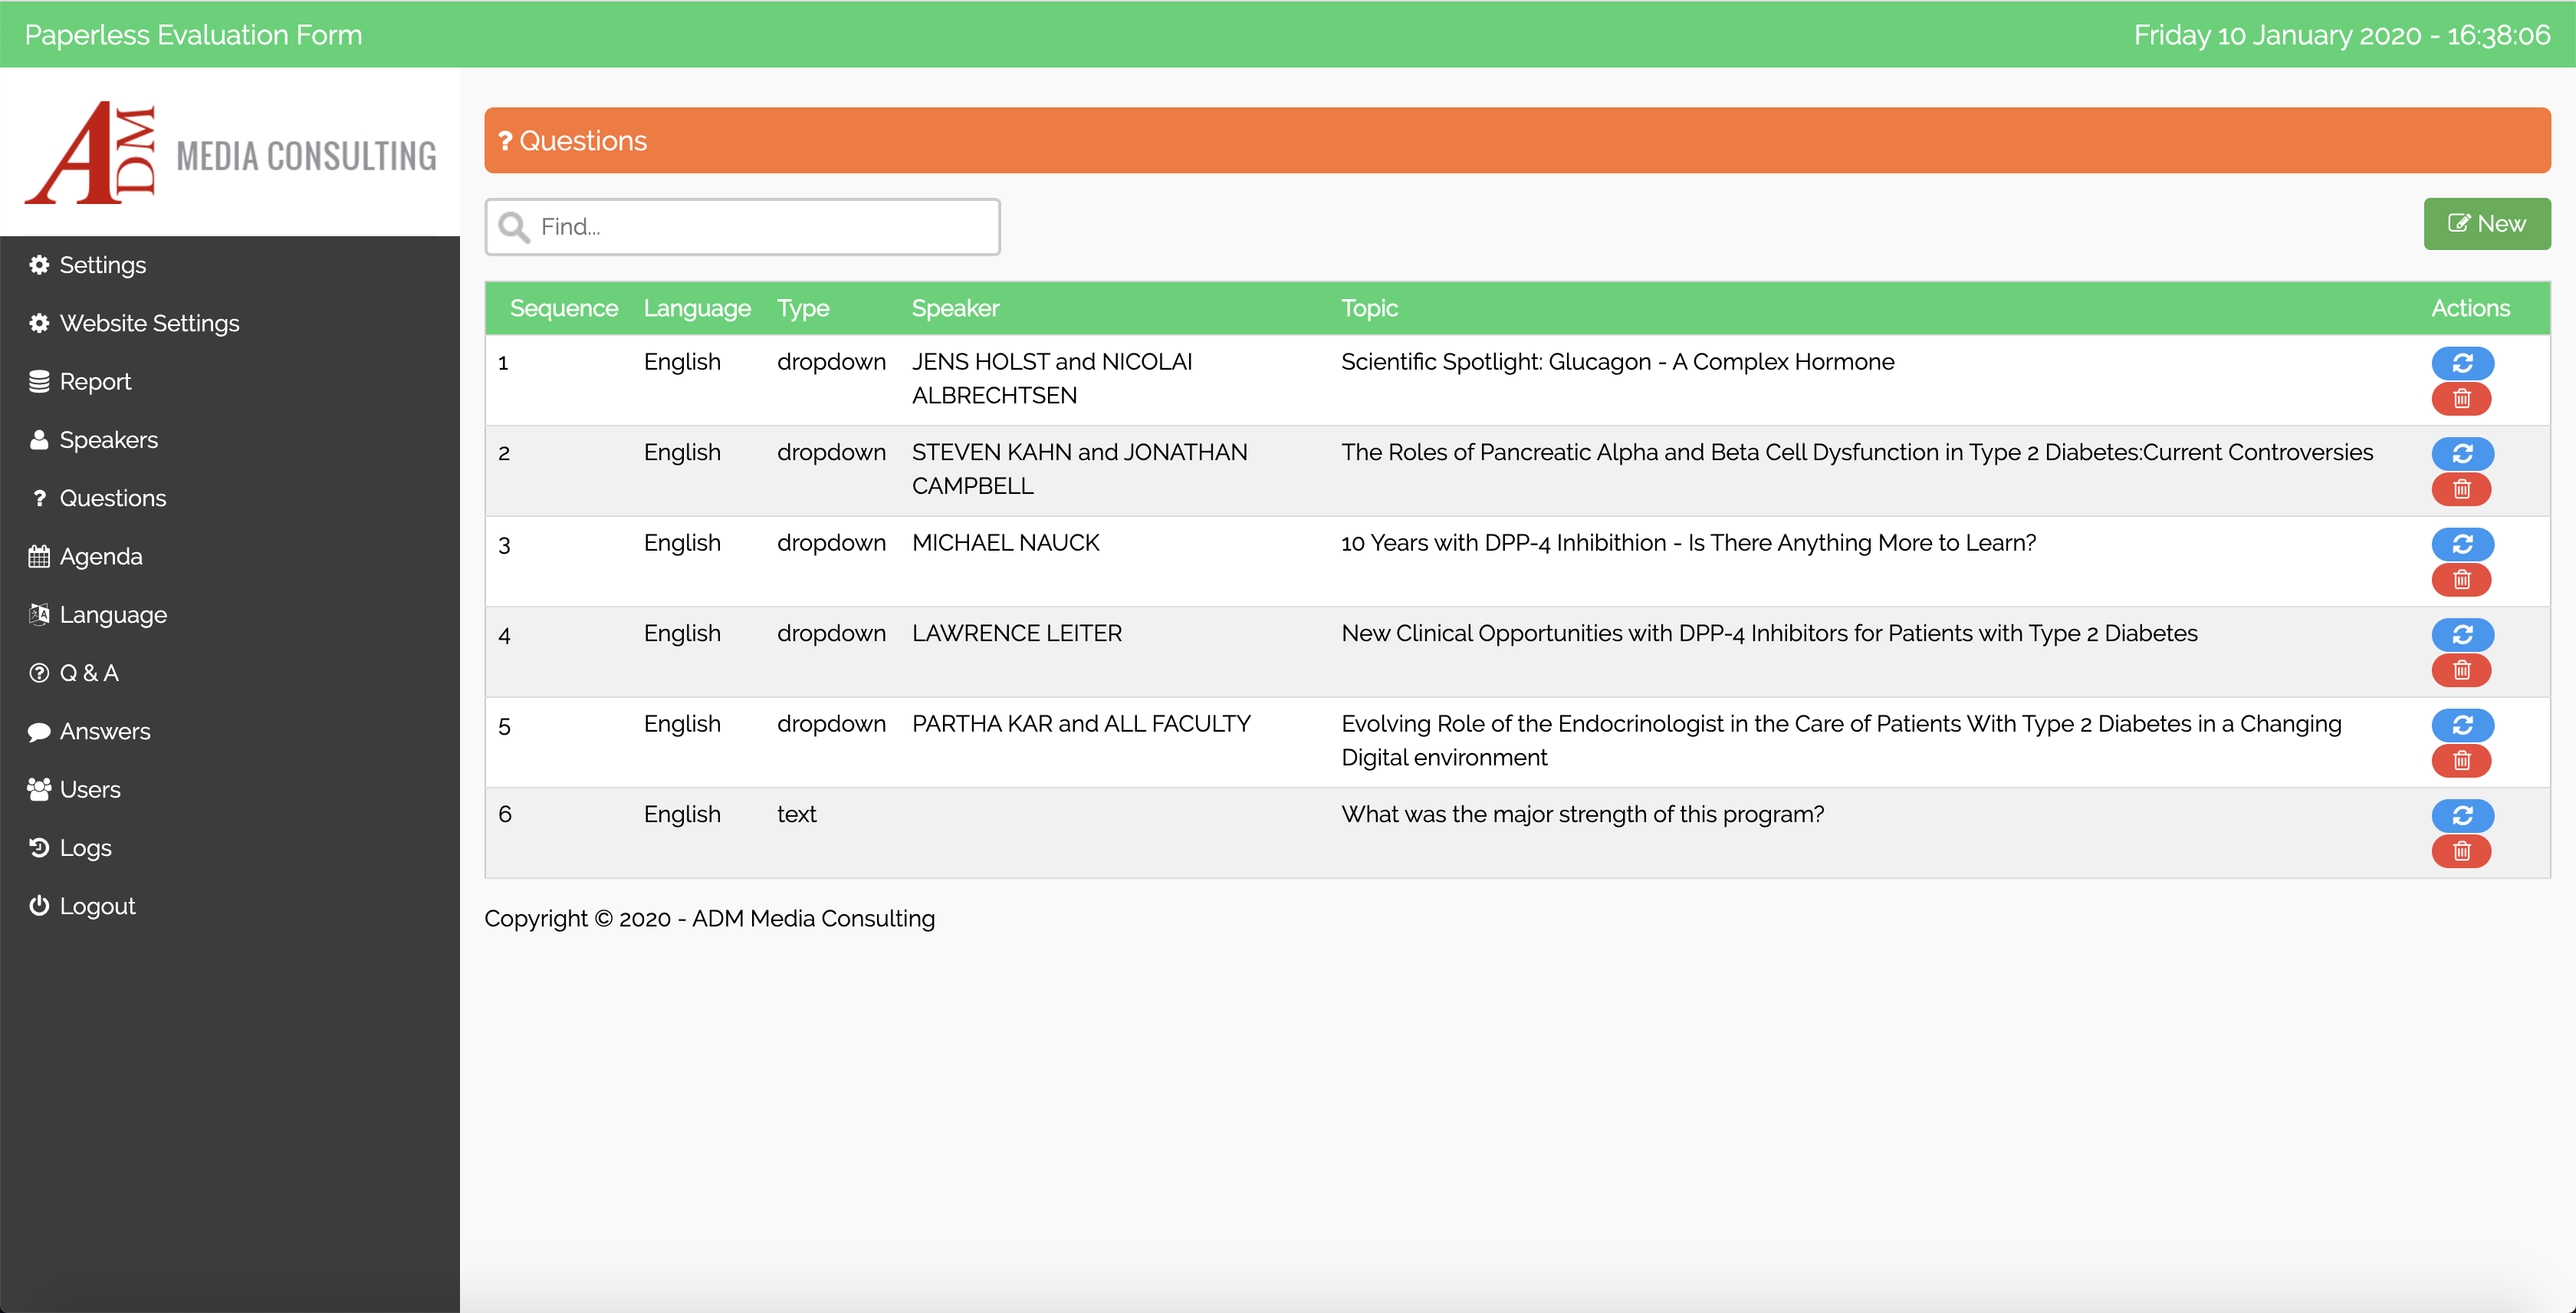 Paperless Evaluation Form
Friday 10 January 2020 - 16:38:06
ADM MEDIA CONSULTING
Settings
Website Settings
Report
Speakers
? Questions
Agenda
Language
Q & A
Answers
Users
Logs
Logout
? Questions
Find...
New
Sequence Language Type Speaker Topic Actions
1 English dropdown JENS HOLST and NICOLAI Scientific Spotlight: Glucagon - A Complex Hormone
ALBRECHTSEN
2 English dropdown STEVEN KAHN and JONATHAN The Roles of Pancreatic Alpha and Beta Cell Dysfunction in Type 2 Diabetes:Current Controversies
CAMPBELL
3 English dropdown MICHAEL NAUCK 10 Years with DPP-4 Inhibithion - Is There Anything More to Learn?
4 English dropdown LAWRENCE LEITER New Clinical Opportunities with DPP-4 Inhibitors for Patients with Type 2 Diabetes
5 English dropdown PARTHA KAR and ALL FACULTY Evolving Role of the Endocrinologist in the Care of Patients With Type 2 Diabetes in a Changing
Digital environment
6 English text What was the major strength of this program?
Copyright © 2020 - ADM Media Consulting